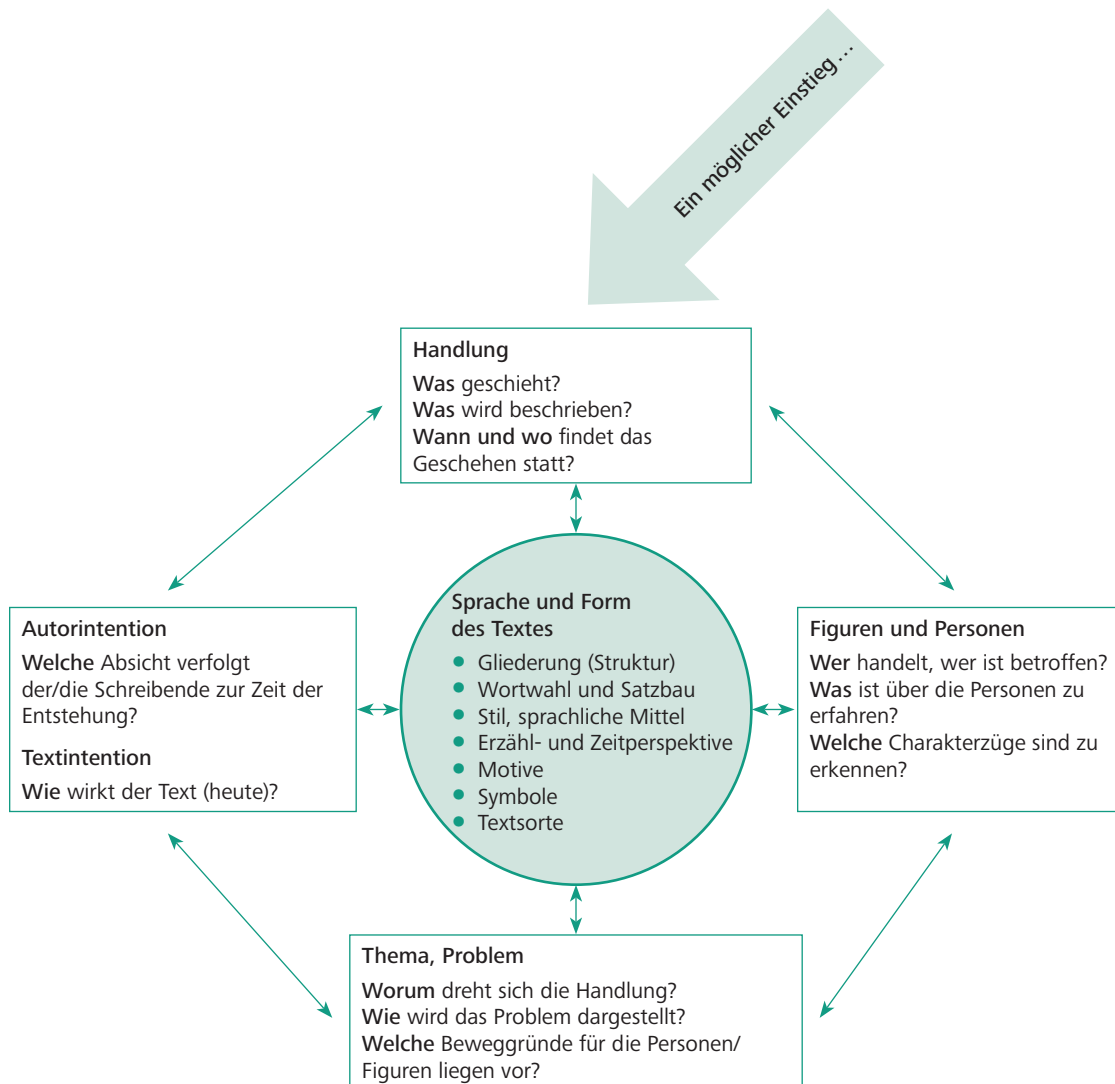 Ein möglicher Einstieg…
Handlung
Was geschieht?
Was wird beschrieben?
Wann und wo findet das
Geschehen statt?
Autorintention
Welche Absicht verfolgt
der/die Schreibende zur Zeit der
Entstehung?
Textintention
Wie wirkt der Text (heute)?
Sprache und Form
des Textes
● Gliederung (Struktur)
● Wortwahl und Satzbau
● Stil, sprachliche Mittel
● Erzähl- und Zeitperspektive
● Motive
● Symbole
● Textsorte
Figuren und Personen
Wer handelt, wer ist betroffen?
Was ist über die Personen zu
erfahren?
Welche Charakterzüge sind zu
erkennen?
Thema, Problem
Worum dreht sich die Handlung?
Wie wird das Problem dargestellt?
Welche Beweggründe für die Personen/
Figuren liegen vor?